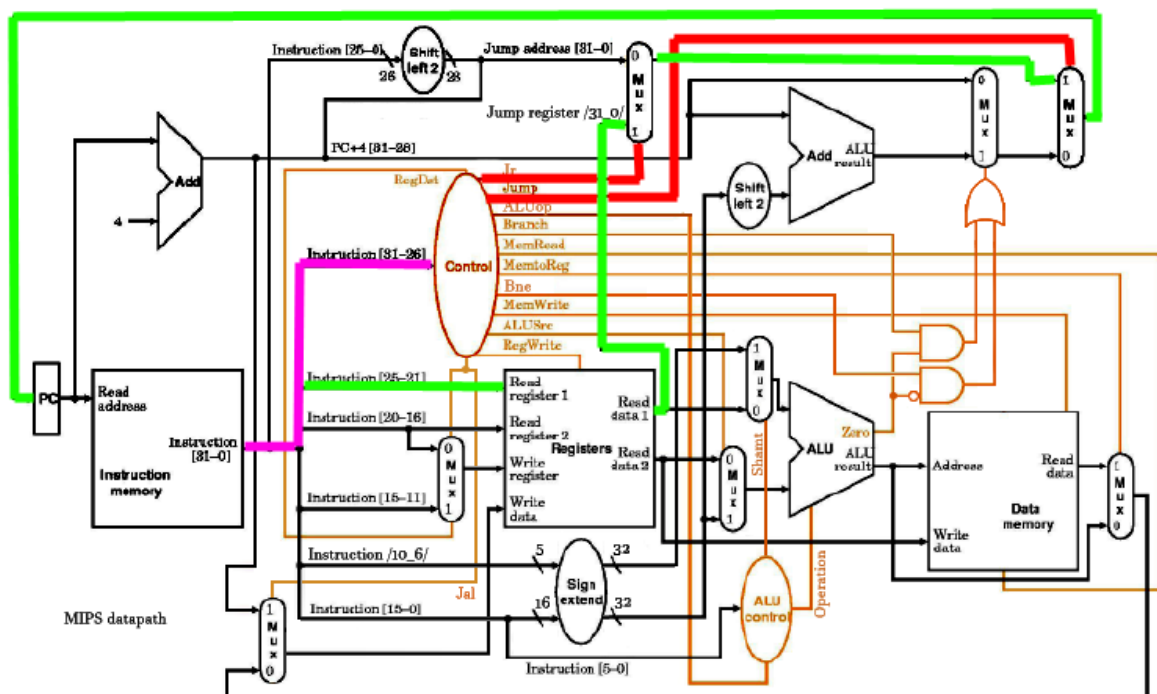 Instruction [25–0]
26
Shift
left 2
28
Jump address [31–0]
0
M
u
x
1
Jump register /31_0/
PC+4 [31–28]
Add
4
0
M
u
x
1
1
M
u
x
0
Add
ALU
result
Shift
left 2
RegDst
Jr
Jump
ALUop
Branch
MemRead
MemtoReg
Bne
MemWrite
ALUSrc
RegWrite
Instruction [31–26]
Control
PC
Read
address
Instruction
[31–0]
Instruction
memory
Instruction [25–21]
Instruction [20–16]
0
M
u
x
1
Instruction [15–11]
Read
register 1
Read
register 2
Write
register
Write
data
Registers
Read
data 1
Read
data 2
1
M
u
x
0
0
M
u
x
1
Shamt
ALU
Zero
ALU
result
Address
Write
data
Read
data
Data
memory
1
M
u
x
0
Instruction /10_6/
5
32
Sign
extend
Instruction [15–0]
16
32
Jal
ALU
control
Operation
Instruction [5–0]
MIPS datapath
1
M
u
x
0